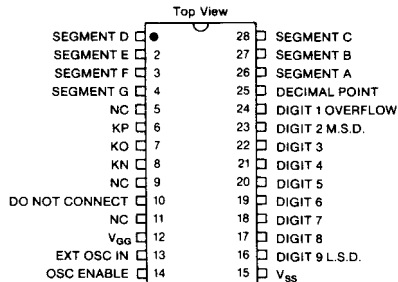 Top View
SEGMENT D 28 SEGMENT C
SEGMENT E 2 27 SEGMENT B
SEGMENT F 3 26 SEGMENT A
SEGMENT G 4 25 DECIMAL POINT
NC 5 24 DIGIT 1 OVERFLOW
KP 6 23 DIGIT 2 M.S.D.
KO 7 22 DIGIT 3
KN 8 21 DIGIT 4
NC 9 20 DIGIT 5
DO NOT CONNECT 10 19 DIGIT 6
NC 11 18 DIGIT 7
VGG 12 17 DIGIT 8
EXT OSC IN 13 16 DIGIT 9 L.S.D.
OSC ENABLE 14 15 VSS